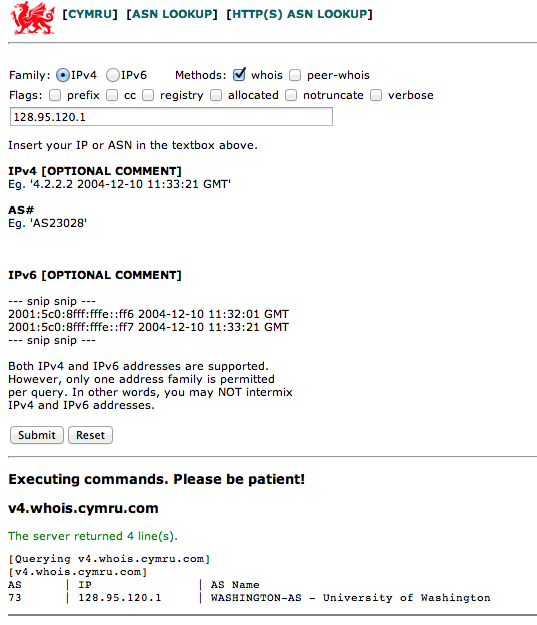 [CYMRU] [ASN LOOKUP] [HTTP(S) ASN LOOKUP]
Family: IPv4 IPv6 Methods: whois peer-whois
Flags: prefix cc registry allocated notruncate verbose
128.95.120.1
Insert your IP or ASN in the textbox above.
IPv4 [OPTIONAL COMMENT]
Eg. '4.2.2.2 2004-12-10 11:33:21 GMT'
AS#
Eg. 'AS23028'
IPv6 [OPTIONAL COMMENT]
--- snip snip ---
2001:5c0:8fff:fffe::ff6 2004-12-10 11:32:01 GMT
2001:5c0:8fff:fffe::ff7 2004-12-10 11:33:21 GMT
--- snip snip ---
Both IPv4 and IPv6 addresses are supported.
However, only one address family is permitted
per query. In other words, you may NOT intermix
IPv4 and IPv6 addresses.
Submit Reset
Executing commands. Please be patient!
v4.whois.cymru.com
The server returned 4 line(s).
[Querying v4.whois.cymru.com]
[v4.whois.cymru.com]
AS | IP | AS Name
73 | 128.95.120.1 | WASHINGTON-AS - University of Washington